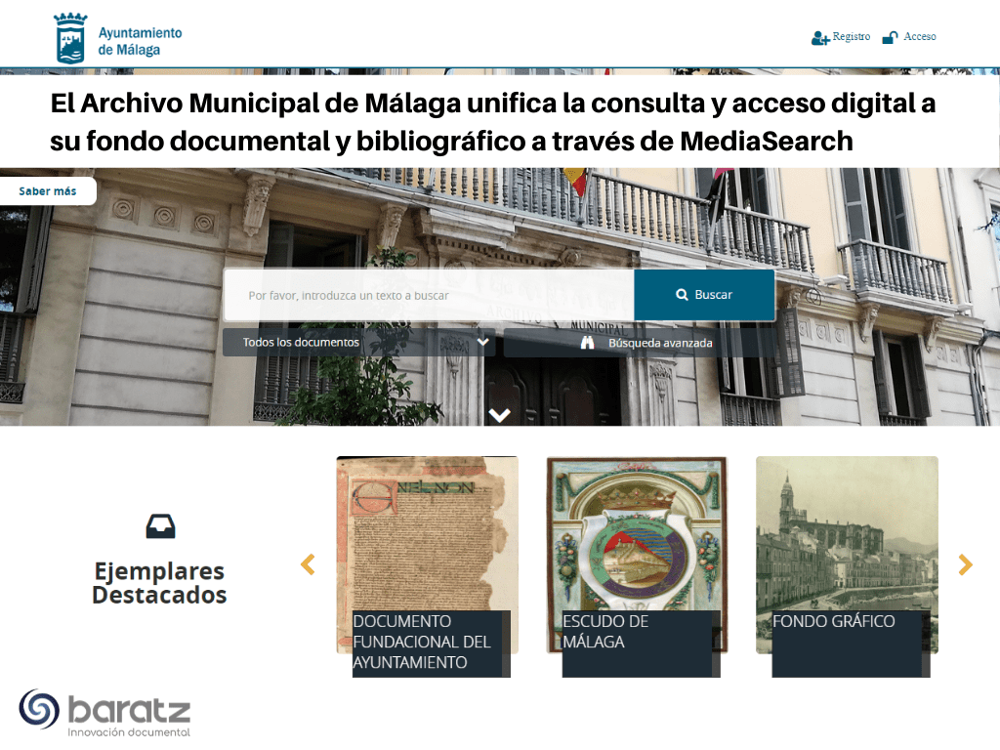 Ayuntamiento
de Málaga
Registro
Acceso
El Archivo Municipal de Málaga unifica la consulta y acceso digital a
su fondo documental y bibliográfico a través de MediaSearch
Saber más
Por favor, introduzca un texto a buscar
Buscar
MUNICIPAL
Todos los documentos
Búsqueda avanzada
Ejemplares
Destacados
DOCUMENTO
FUNDACIONAL DEL
AYUNTAMIENTO
ESCUDO DE
MÁLAGA
FONDO GRÁFICO
baratz
Innovación documental